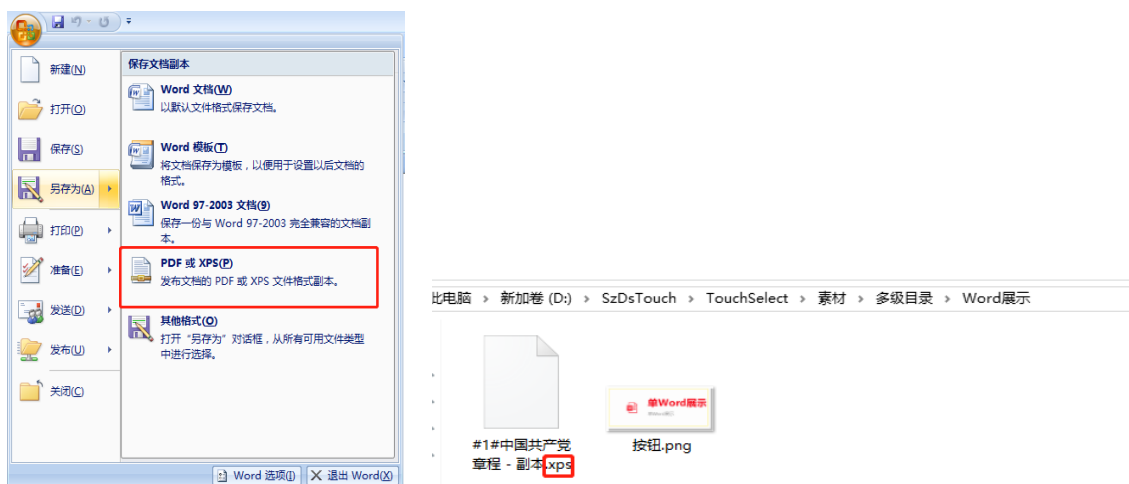 新建(N)
打开(O)
保存(S)
另存为(A)
打印(P)
准备(E)
发送(D)
发布(U)
关闭(C)
保存文档副本
Word 文档(W)
以默认文件格式保存文档。
Word 模板(T)
将文档保存为模板，以便用于设置以后文档的
格式。
Word 97-2003 文档(9)
保存一份与 Word 97-2003 完全兼容的文档副
本。
PDF 或 XPS(P)
发布文档的 PDF 或 XPS 文件格式副本。
其他格式(O)
打开“另存为”对话框，从所有可用文件类型
中进行选择。
Word 选项(I)
退出 Word(X)
此电脑 › 新加卷 (D:) › SzDsTouch › TouchSelect › 素材 › 多级目录 › Word展示
单Word展示
#1#中国共产党
章程 - 副本.xps
按钮.png